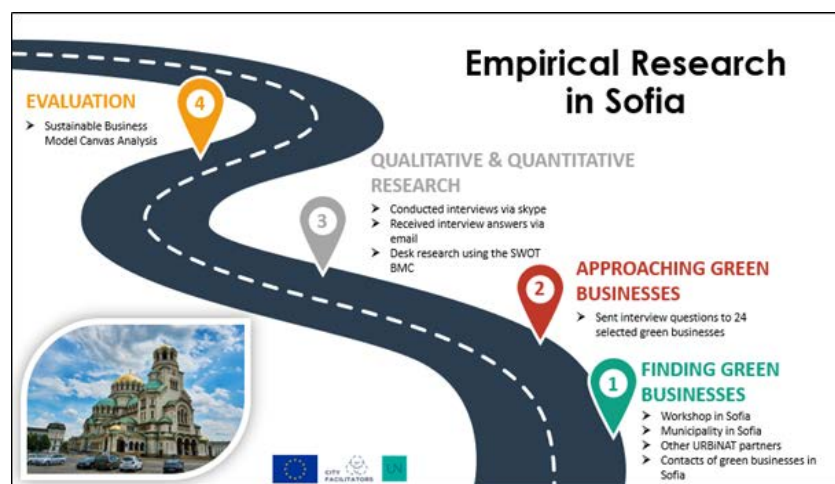 Empirical Research
in Sofia
EVALUATION
4
➤ Sustainable Business
Model Canvas Analysis
QUALITATIVE & QUANTITATIVE
RESEARCH
3
➤ Conducted interviews via skype
➤ Received interview answers via
email
➤ Desk research using the SWOT
BMC
2
APPROACHING GREEN
BUSINESSES
➤ Sent interview questions to 24
selected green businesses
1
FINDING GREEN
BUSINESSES
➤ Workshop in Sofia
➤ Municipality in Sofia
➤ Other URBiNAT partners
➤ Contacts of green businesses in
Sofia
CITY
FACILITATORS